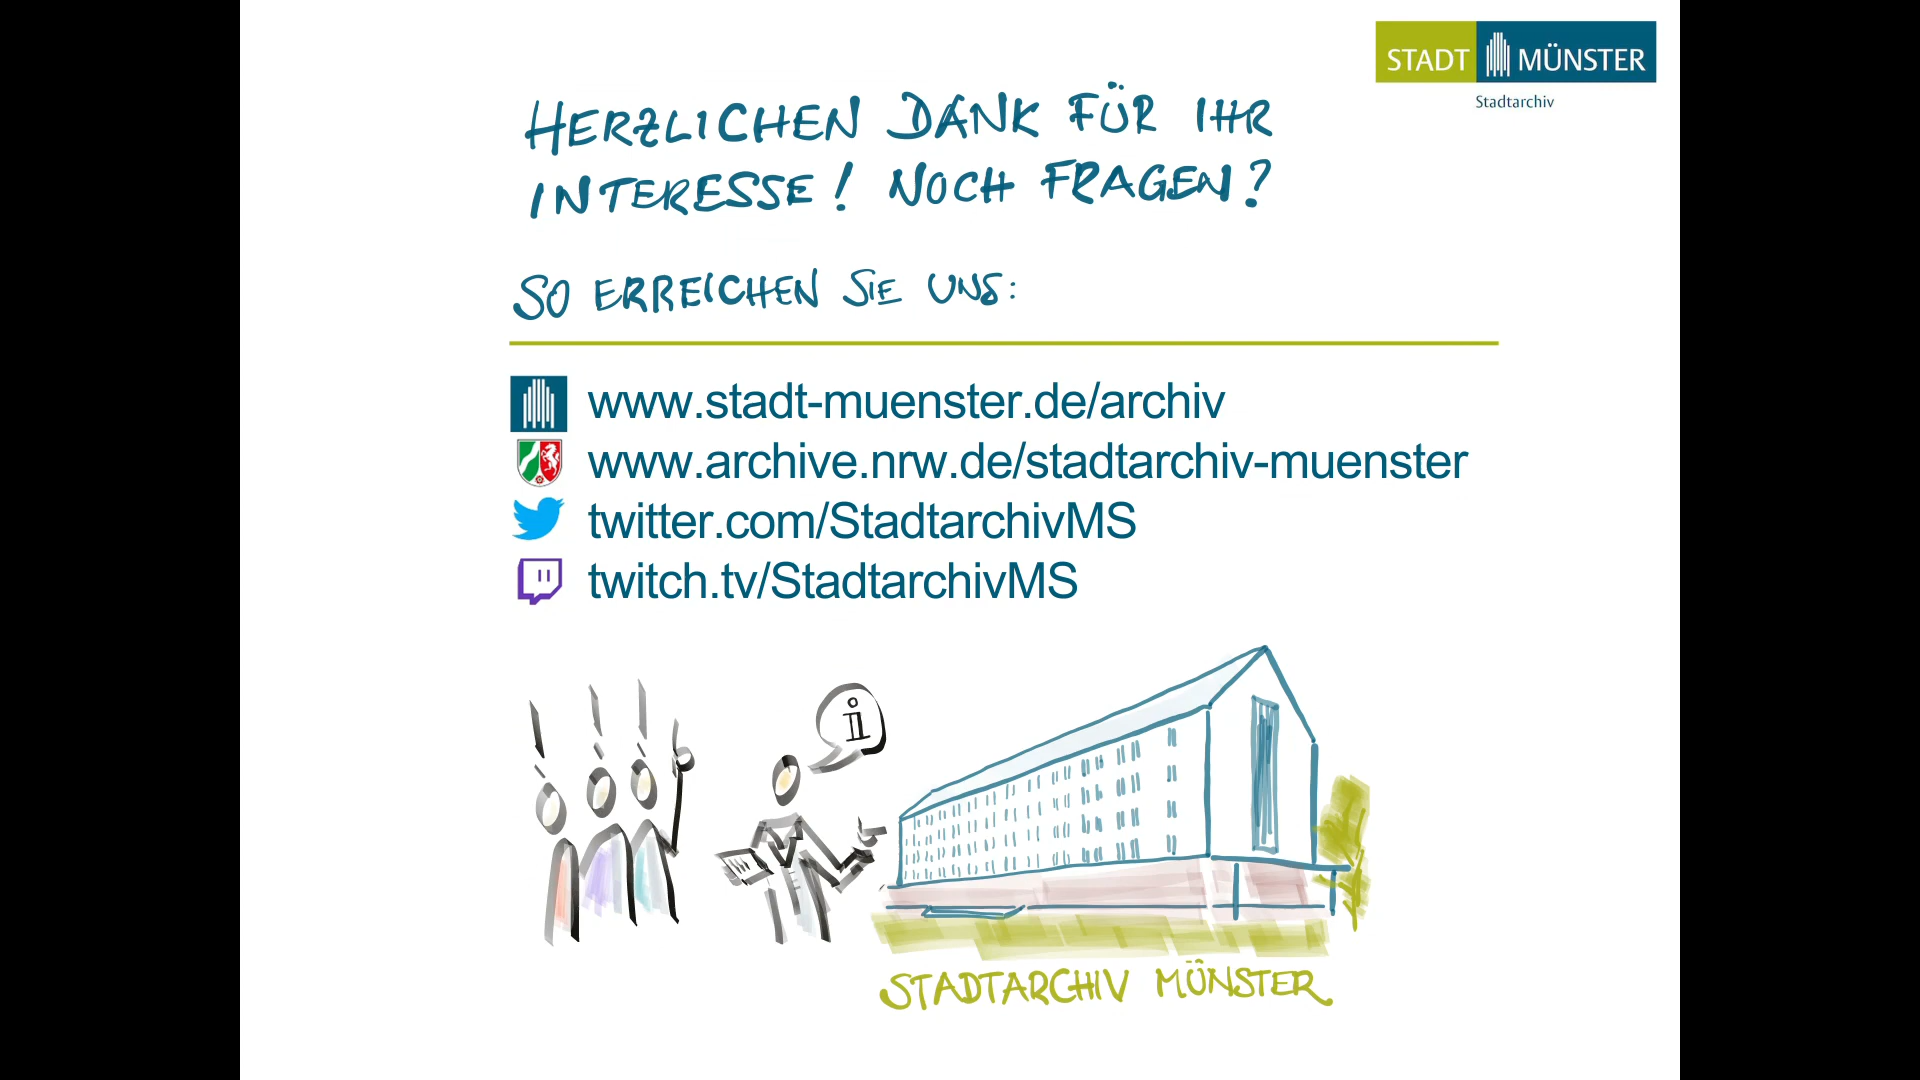 STADT MÜNSTER
Stadtarchiv
HERZLICHEN DANK FÜR IHR
INTERESSE! NOCH FRAGEN?
SO ERREICHEN SIE UNS:
www.stadt-muenster.de/archiv
www.archive.nrw.de/stadtarchiv-muenster
twitter.com/StadtarchivMS
twitch.tv/StadtarchivMS
i
STADTARCHIV MÜNSTER